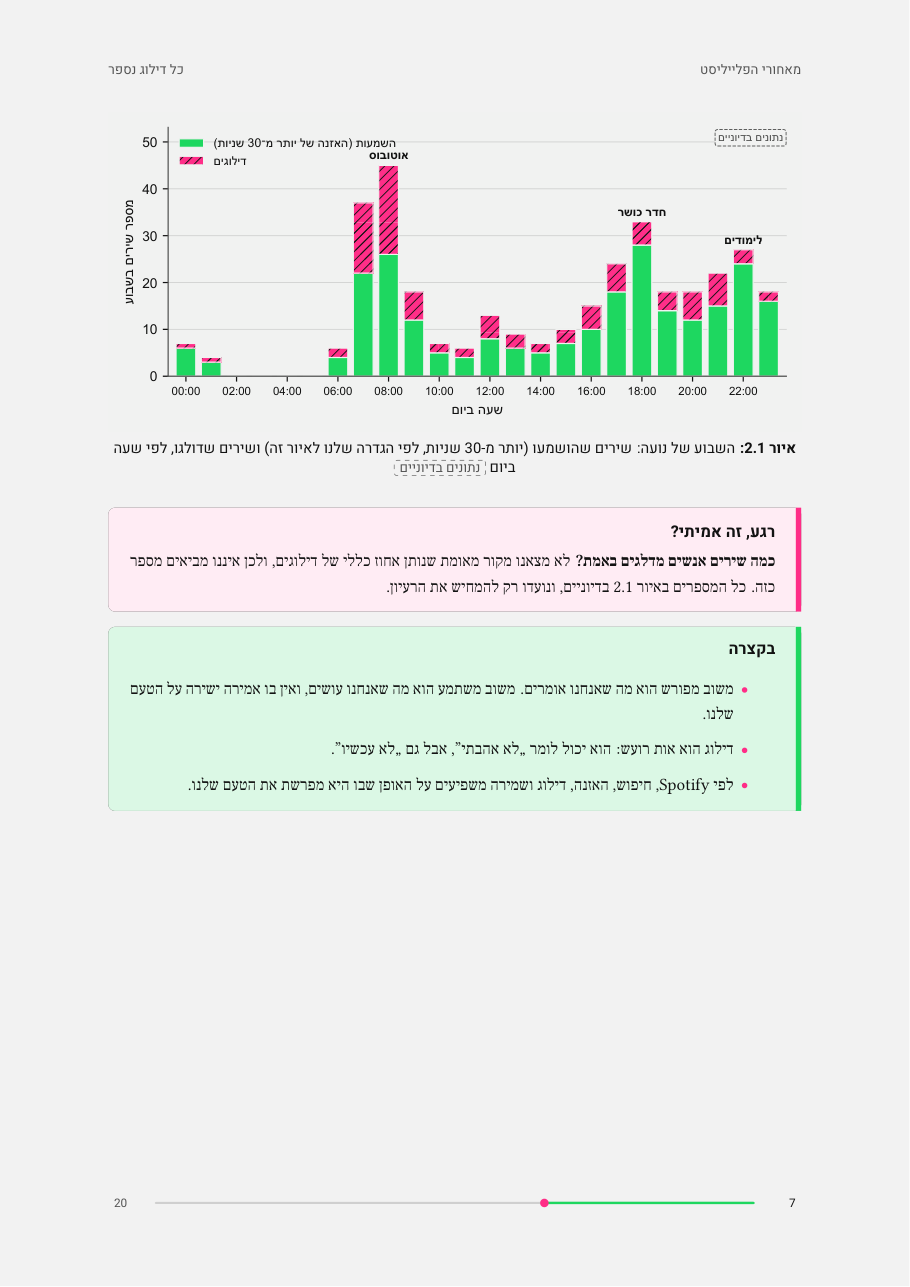 מאחורי הפלייליסט
כל דילוג נספר
נתונים בדיוניים
השמעות (האזנה של יותר מ־30 שניות)
דילוגים
מספר שירים בשבוע
50
40
30
20
10
0
אוטובוס
חדר כושר
לימודים
00:00 02:00 04:00 06:00 08:00 10:00 12:00 14:00 16:00 18:00 20:00 22:00
שעה ביום
איור 2.1: השבוע של נועה: שירים שהושמעו (יותר מ-30 שניות, לפי הגדרה שלנו לאיור זה) ושירים שדולגו, לפי שעה
ביום נתונים בדיוניים
רגע, זה אמיתי?
כמה שירים אנשים מדלגים באמת? לא מצאנו מקור מאומת שנותן אחוז כללי של דילוגים, ולכן איננו מביאים מספר
כזה. כל המספרים באיור 2.1 בדיוניים, ונועדו רק להמחיש את הרעיון.
בקצרה
• משוב מפורש הוא מה שאנחנו אומרים. משוב משתמע הוא מה שאנחנו עושים, ואין בו אמירה ישירה על הטעם
שלנו.
• דילוג הוא אות רועש: הוא יכול לומר „לא אהבתי”, אבל גם „לא עכשיו”.
• לפי Spotify, חיפוש, האזנה, דילוג ושמירה משפיעים על האופן שבו היא מפרשת את הטעם שלנו.
7
20